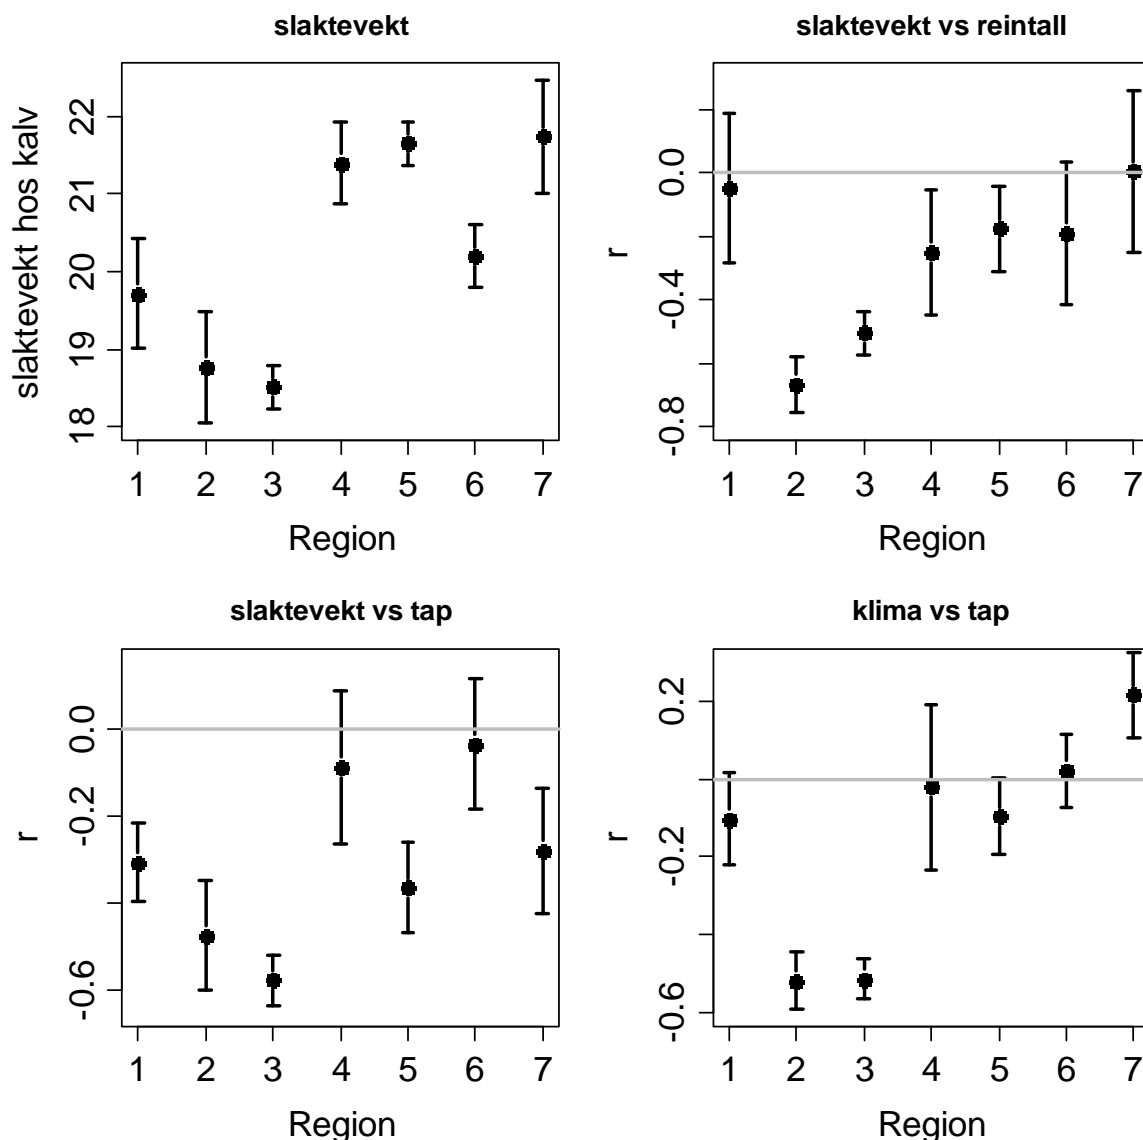 slaktevekt
slaktevekt hos kalv
22
21
20
19
18
1 2 3 4 5 6 7
Region
slaktevekt vs reintall
r
0.0
-0.4
-0.8
1 2 3 4 5 6 7
Region
slaktevekt vs tap
r
0.0
-0.2
-0.6
1 2 3 4 5 6 7
Region
klima vs tap
r
0.2
-0.2
-0.6
1 2 3 4 5 6 7
Region